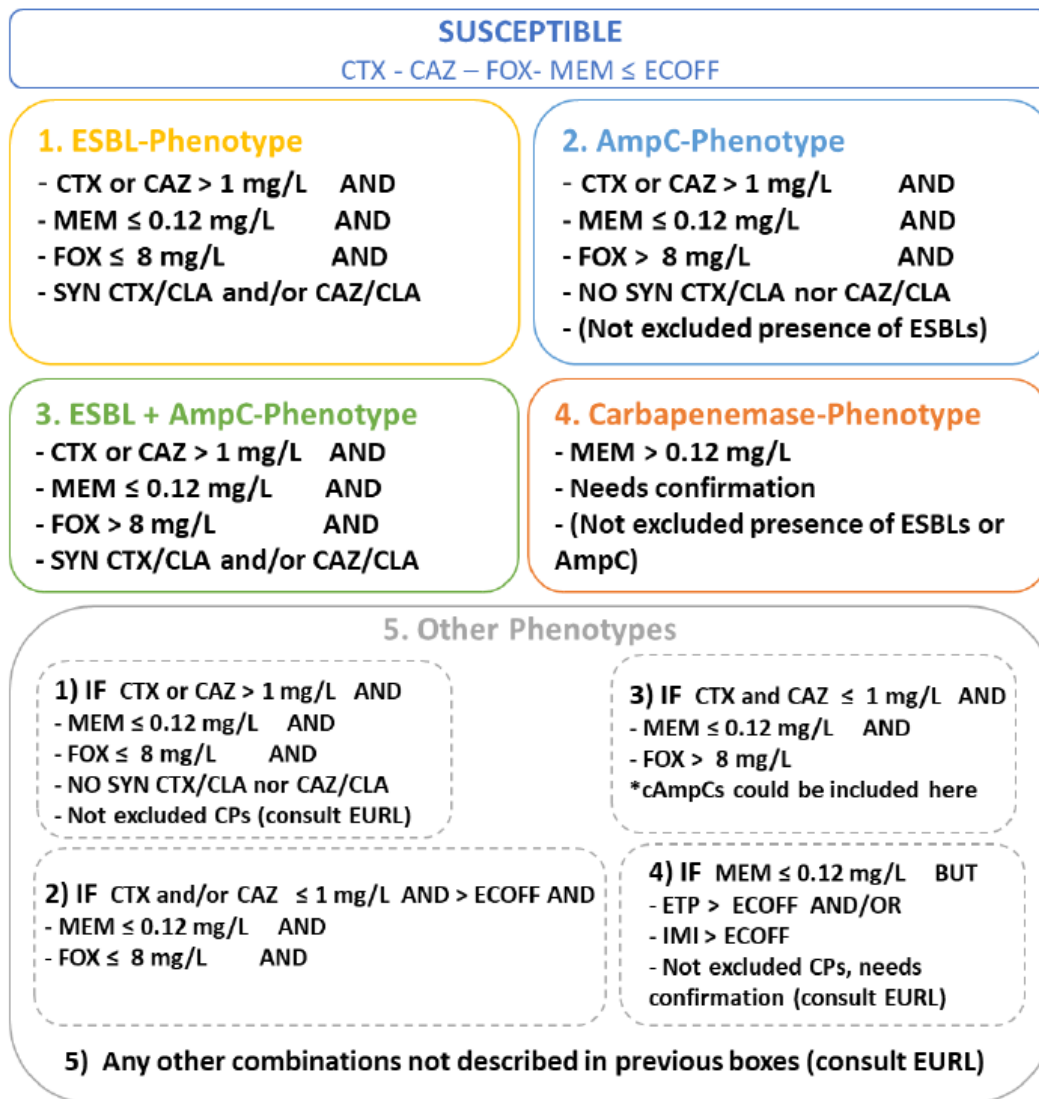 SUSCEPTIBLE
CTX - CAZ – FOX- MEM ≤ ECOFF
1. ESBL-Phenotype
- CTX or CAZ > 1 mg/L AND
- MEM ≤ 0.12 mg/L AND
- FOX ≤ 8 mg/L AND
- SYN CTX/CLA and/or CAZ/CLA
2. AmpC-Phenotype
- CTX or CAZ > 1 mg/L AND
- MEM ≤ 0.12 mg/L AND
- FOX > 8 mg/L AND
- NO SYN CTX/CLA nor CAZ/CLA
- (Not excluded presence of ESBLs)
3. ESBL + AmpC-Phenotype
- CTX or CAZ > 1 mg/L AND
- MEM ≤ 0.12 mg/L AND
- FOX > 8 mg/L AND
- SYN CTX/CLA and/or CAZ/CLA
4. Carbapenemase-Phenotype
- MEM > 0.12 mg/L
- Needs confirmation
- (Not excluded presence of ESBLs or
AmpC)
5. Other Phenotypes
1) IF CTX or CAZ > 1 mg/L AND
- MEM ≤ 0.12 mg/L AND
- FOX ≤ 8 mg/L AND
- NO SYN CTX/CLA nor CAZ/CLA
- Not excluded CPs (consult EURL)
2) IF CTX and/or CAZ ≤ 1 mg/L AND > ECOFF AND
- MEM ≤ 0.12 mg/L AND
- FOX ≤ 8 mg/L AND
3) IF CTX and CAZ ≤ 1 mg/L AND
- MEM ≤ 0.12 mg/L AND
- FOX > 8 mg/L
*cAmpCs could be included here
4) IF MEM ≤ 0.12 mg/L BUT
- ETP > ECOFF AND/OR
- IMI > ECOFF
- Not excluded CPs, needs
confirmation (consult EURL)
5) Any other combinations not described in previous boxes (consult EURL)